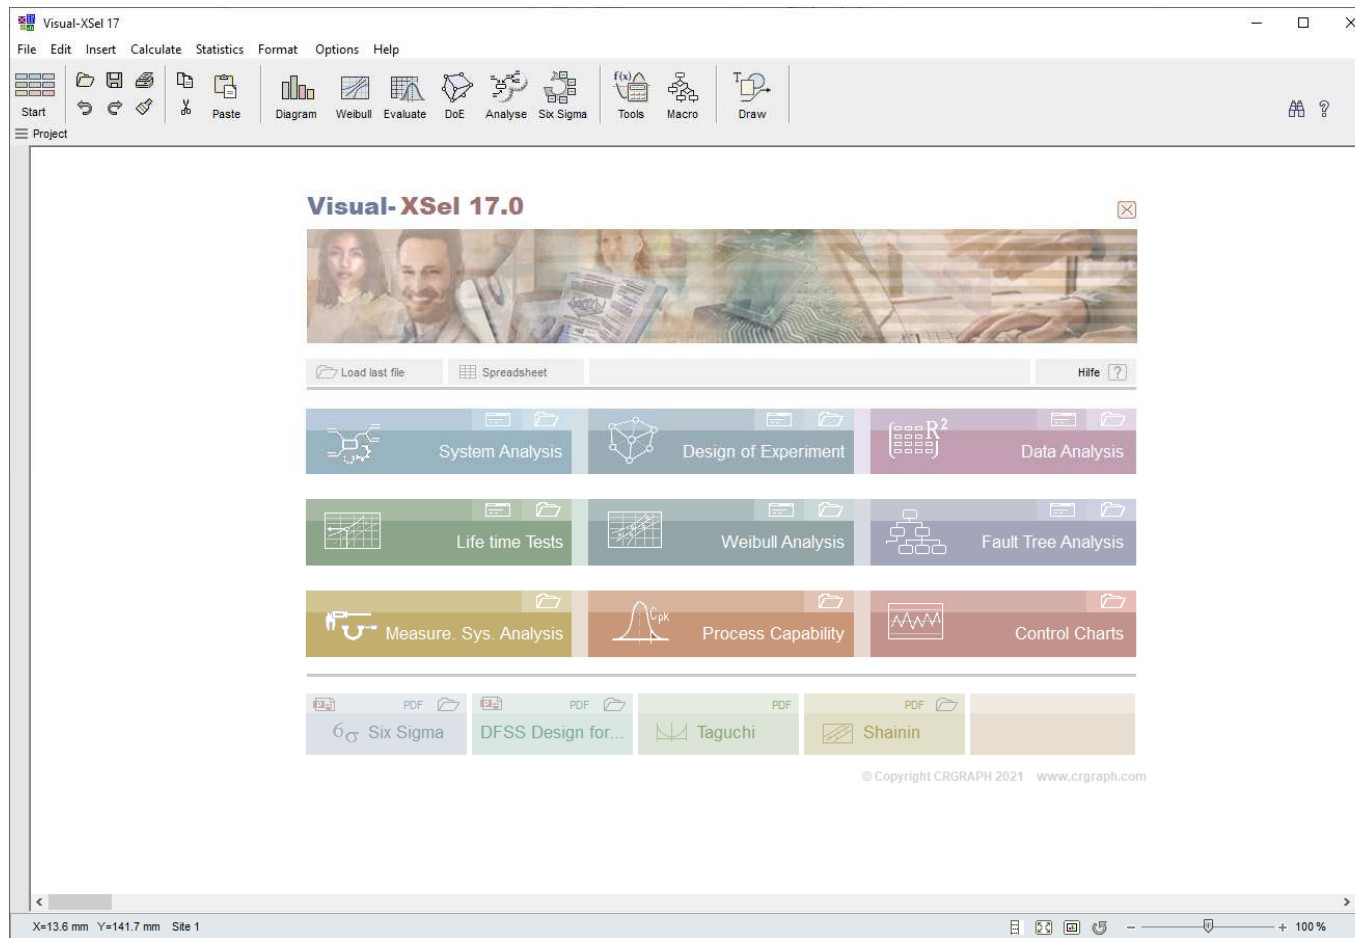 Visual-XSel 17
File Edit Insert Calculate Statistics Format Options Help
Start Paste Diagram Weibull Evaluate DoE Analyse Six Sigma f(x) Tools Macro T Draw
Project
Visual-XSel 17.0
Load last file Spreadsheet Hilfe ?
System Analysis Design of Experiment R² Data Analysis
Life time Tests Weibull Analysis Fault Tree Analysis
Measure. Sys. Analysis Cpk Process Capability Control Charts
PDF PDF PDF PDF
6σ Six Sigma DFSS Design for... Taguchi Shainin
© Copyright CRGRAPH 2021 www.crgraph.com
X=13.6 mm Y=141.7 mm Site 1 100 %